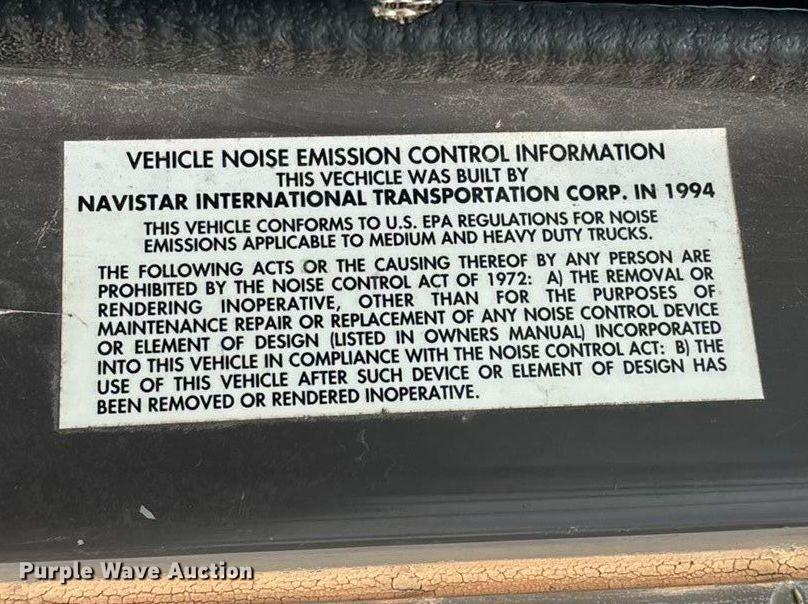 VEHICLE NOISE EMISSION CONTROL INFORMATION
THIS VECHICLE WAS BUILT BY
NAVISTAR INTERNATIONAL TRANSPORTATION CORP. IN 1994
THIS VEHICLE CONFORMS TO U.S. EPA REGULATIONS FOR NOISE
EMISSIONS APPLICABLE TO MEDIUM AND HEAVY DUTY TRUCKS.
THE FOLLOWING ACTS OR THE CAUSING THEREOF BY ANY PERSON ARE
PROHIBITED BY THE NOISE CONTROL ACT OF 1972: A) THE REMOVAL OR
RENDERING INOPERATIVE, OTHER THAN FOR THE PURPOSES OF
MAINTENANCE REPAIR OR REPLACEMENT OF ANY NOISE CONTROL DEVICE
OR ELEMENT OF DESIGN (LISTED IN OWNERS MANUAL) INCORPORATED
INTO THIS VEHICLE IN COMPLIANCE WITH THE NOISE CONTROL ACT: B) THE
USE OF THIS VEHICLE AFTER SUCH DEVICE OR ELEMENT OF DESIGN HAS
BEEN REMOVED OR RENDERED INOPERATIVE.
Purple Wave Auction